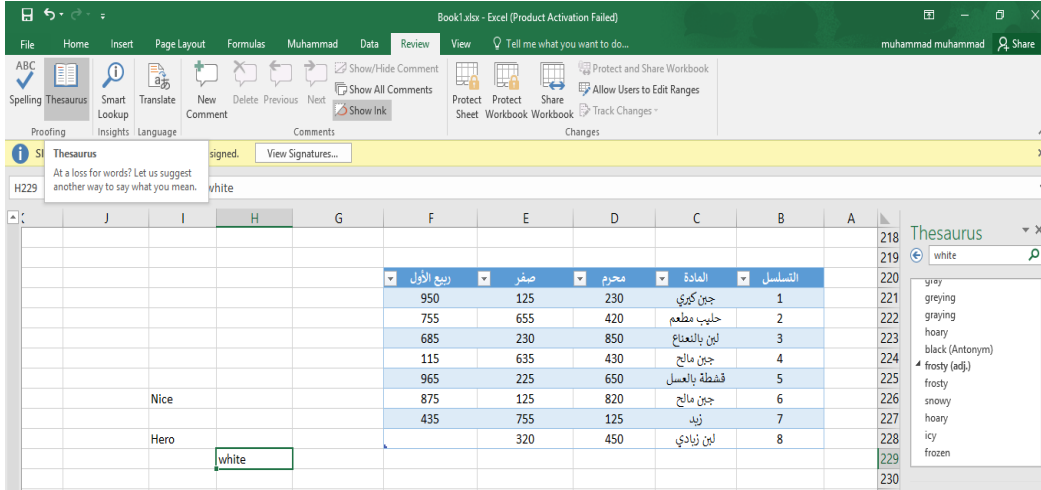 Book1.xlsx - Excel (Product Activation Failed)
File Home Insert Page Layout Formulas Muhammad Data Review View Tell me what you want to do... muhammad muhammad Share
ABC
Spelling Thesaurus Smart Lookup Translate New Comment Delete Previous Next Show/Hide Comment Show All Comments Show Ink Protect Sheet Protect Workbook Share Workbook Protect and Share Workbook Allow Users to Edit Ranges Track Changes
Proofing Insights Language Comments Changes
signed. View Signatures...
Thesaurus
At a loss for words? Let us suggest
another way to say what you mean.
H229 white
J I H G F E D C B A
218
219
220 التسلسل المادة محرم صفر ربيع الأول
221 1 جبن كيري 230 125 950
222 2 حليب مطعم 420 655 755
223 3 لبن بالنعناع 850 230 685
224 4 جبن مالح 430 635 115
225 5 قشطة بالعسل 650 225 965
226 6 جبن مالح 820 125 875 Nice
227 7 زبد 125 755 435
228 8 لبن زبادي 450 320 Hero
229 white
230
Thesaurus
white
gray
greying
graying
hoary
black (Antonym)
frosty (adj.)
frosty
snowy
hoary
icy
frozen